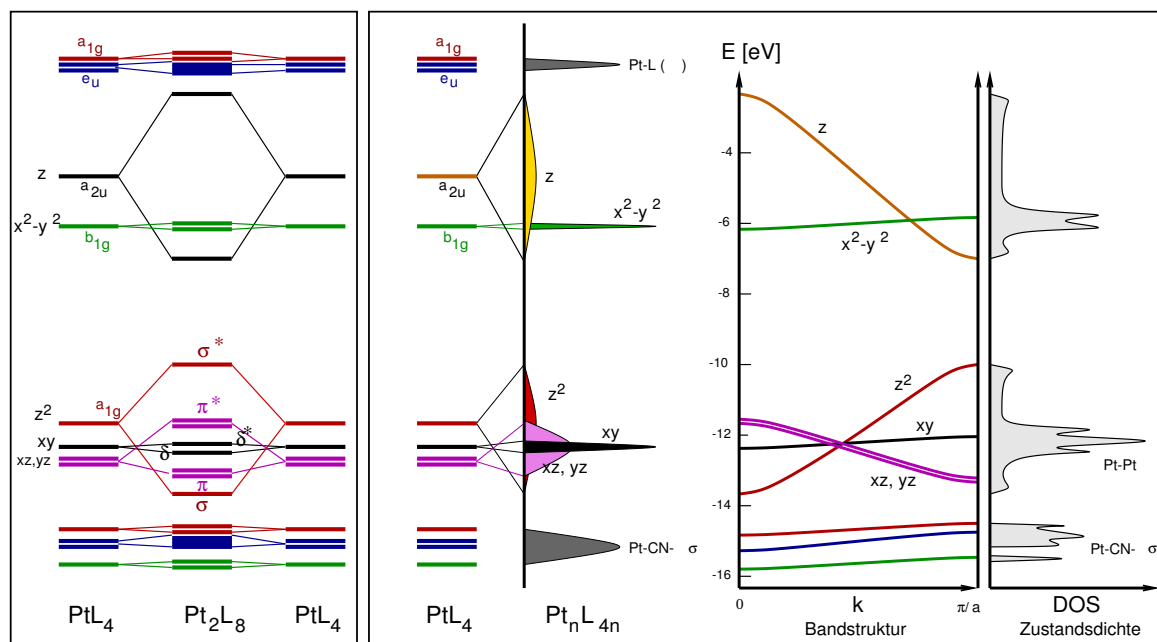 a1g
eu
z
a2u
x²-y²
b1g
σ*
z²
a1g
π*
xy
δ*
δ
xz,yz
π
σ
PtL4
Pt2L8
PtL4
a1g
eu
Pt-L ( )
a2u
z
x²-y²
b1g
z²
xy
xz, yz
Pt-CN- σ
PtL4
PtnL4n
E [eV]
-4
-6
-8
-10
-12
-14
-16
z
x²-y²
z²
xy
xz, yz
0
k
π/a
Bandstruktur
Pt-Pt
Pt-CN- σ
DOS
Zustandsdichte